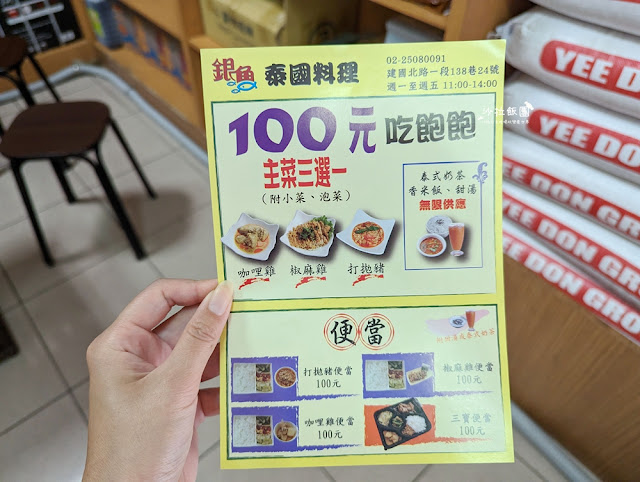 銀魚 泰國料理
02-25080091
建國北路一段138巷24號
週一至週五 11:00-14:00
100元 吃飽飽
主菜三選一
(附小菜、泡菜)
咖哩雞 椒麻雞 打拋豬
泰式奶茶
香米飯、甜湯
無限供應
便當
打拋豬便當
100元
椒麻雞便當
100元
咖哩雞便當
100元
三寶便當
100元
YEE DON
YEE DON GRO
YEE DON GRO
YEE DON GRO
YEE DON GRO